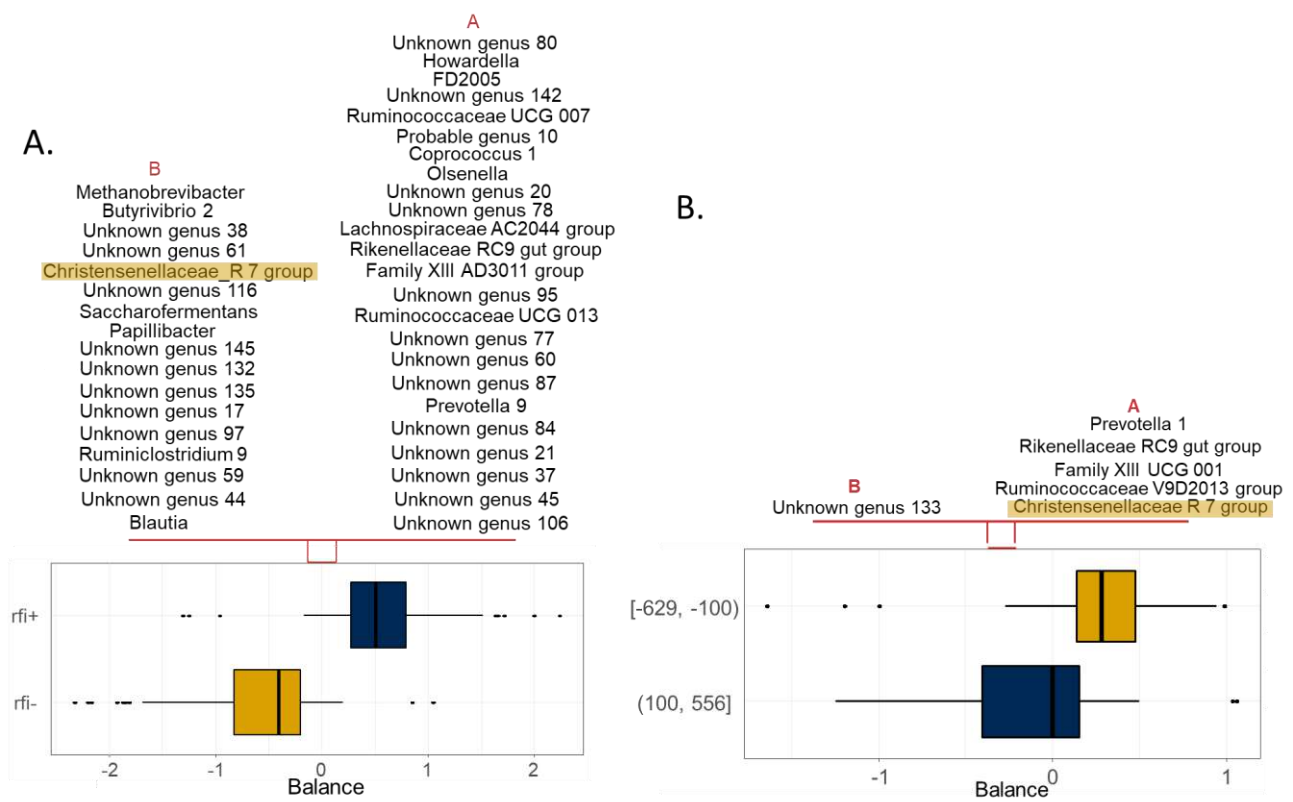 A.
B
Methanobrevibacter
Butyrivibrio 2
Unknown genus 38
Unknown genus 61
Christensenellaceae_R 7 group
Unknown genus 116
Saccharofermentans
Papillibacter
Unknown genus 145
Unknown genus 132
Unknown genus 135
Unknown genus 17
Unknown genus 97
Ruminiclostridium 9
Unknown genus 59
Unknown genus 44
Blautia
A
Unknown genus 80
Howardella
FD2005
Unknown genus 142
Ruminococcaceae UCG 007
Probable genus 10
Coprococcus 1
Olsenella
Unknown genus 20
Unknown genus 78
Lachnospiraceae AC2044 group
Rikenellaceae RC9 gut group
Family XIII AD3011 group
Unknown genus 95
Ruminococcaceae UCG 013
Unknown genus 77
Unknown genus 60
Unknown genus 87
Prevotella 9
Unknown genus 84
Unknown genus 21
Unknown genus 37
Unknown genus 45
Unknown genus 106
rfi+
rfi-
-2 -1 0 1 2
Balance
B.
B
Unknown genus 133
A
Prevotella 1
Rikenellaceae RC9 gut group
Family XIII UCG 001
Ruminococcaceae V9D2013 group
Christensenellaceae R 7 group
[-629, -100)
(100, 556]
-1 0 1
Balance